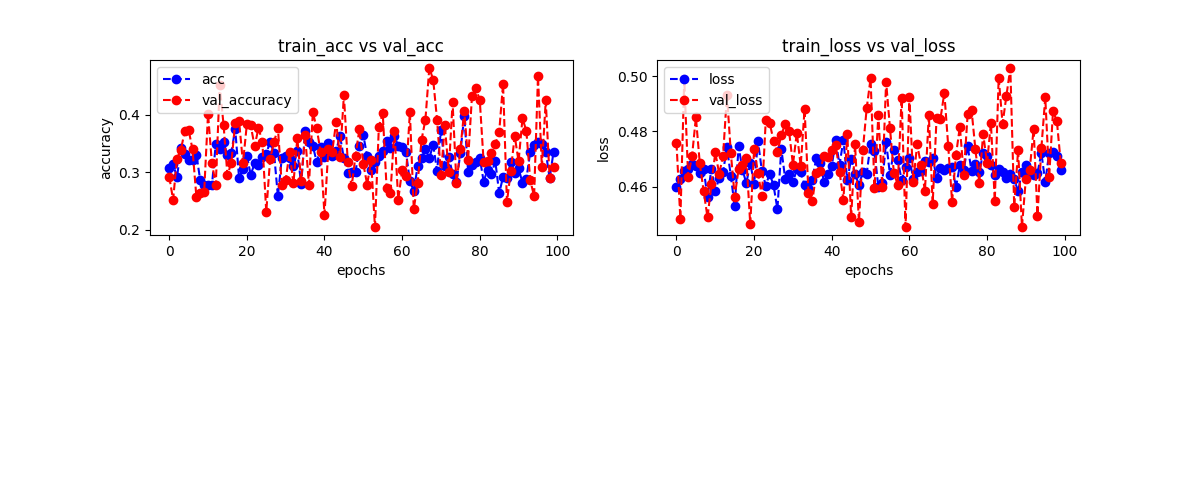 train_acc vs val_acc
acc
val_accuracy
0.4
0.3
0.2
accuracy
0 20 40 60 80 100
epochs
train_loss vs val_loss
loss
val_loss
0.50
0.48
0.46
loss
0 20 40 60 80 100
epochs